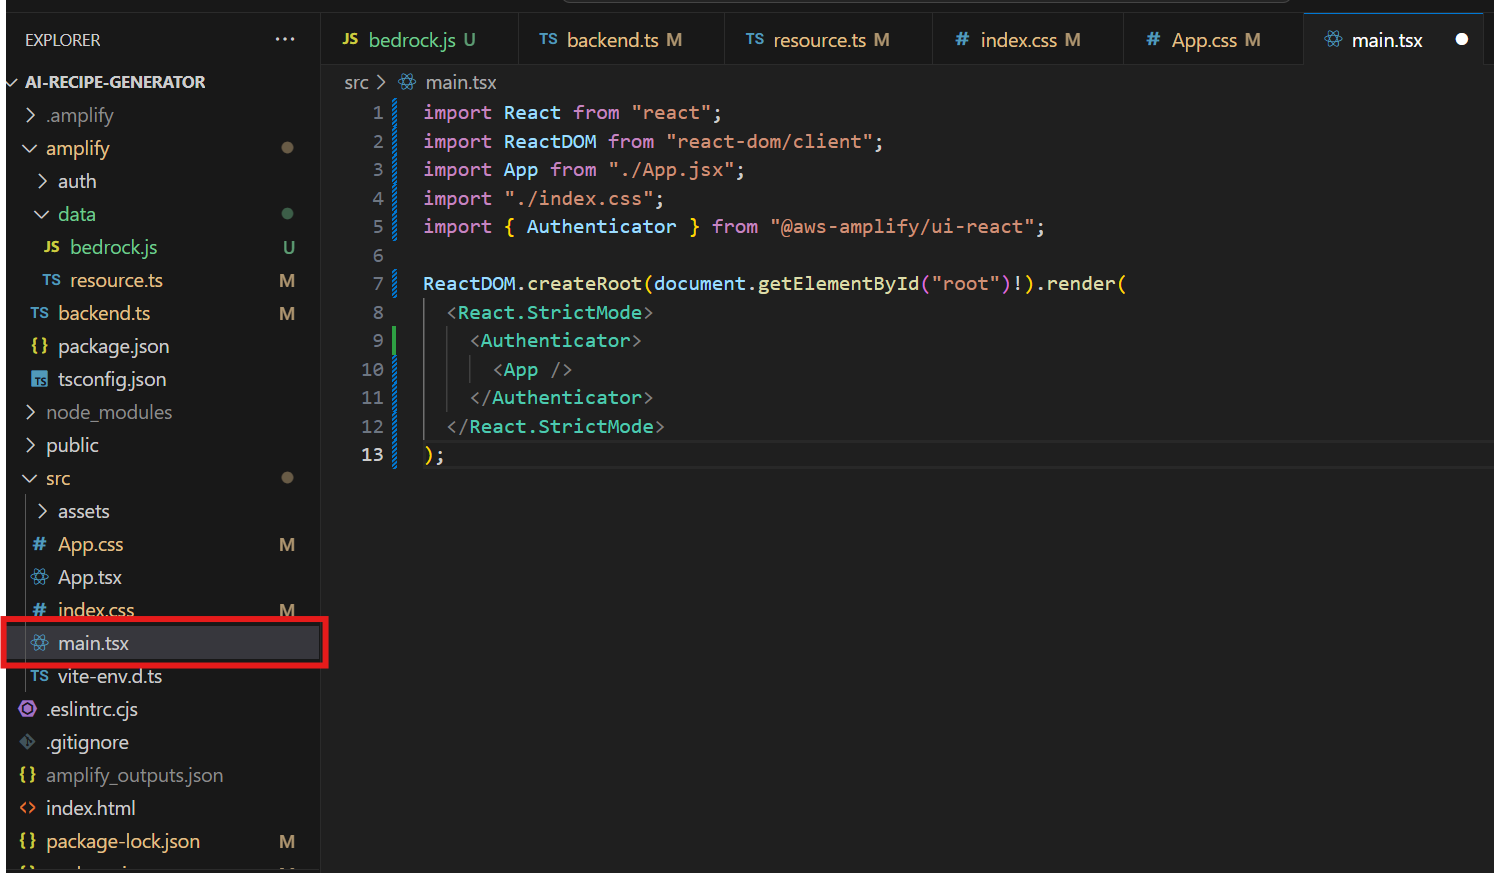 EXPLORER ···
AI-RECIPE-GENERATOR
.amplify
amplify
auth
data
JS bedrock.js U
TS resource.ts M
TS backend.ts M
{} package.json
TS tsconfig.json
node_modules
public
src
assets
# App.css M
App.tsx
# index.css M
main.tsx
TS vite-env.d.ts
.eslintrc.cjs
.gitignore
{} amplify_outputs.json
<> index.html
{} package-lock.json M
JS bedrock.js U TS backend.ts M TS resource.ts M # index.css M # App.css M main.tsx
src > main.tsx
1 import React from "react";
2 import ReactDOM from "react-dom/client";
3 import App from "./App.jsx";
4 import "./index.css";
5 import { Authenticator } from "@aws-amplify/ui-react";
6
7 ReactDOM.createRoot(document.getElementById("root")!).render(
8 <React.StrictMode>
9 <Authenticator>
10 <App />
11 </Authenticator>
12 </React.StrictMode>
13 );